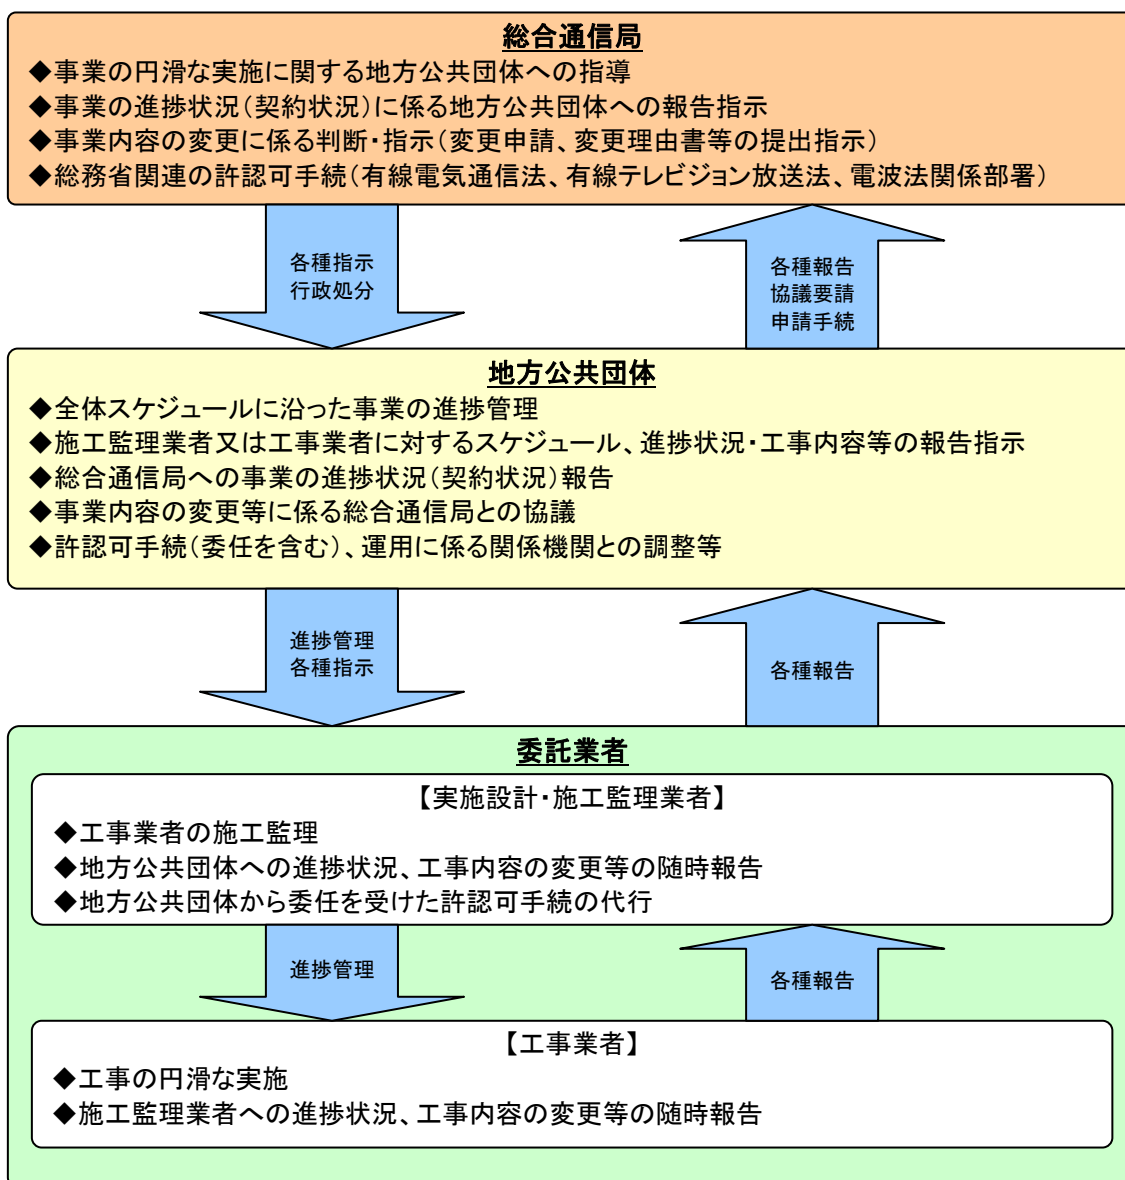 総合通信局
◆事業の円滑な実施に関する地方公共団体への指導
◆事業の進捗状況(契約状況)に係る地方公共団体への報告指示
◆事業内容の変更に係る判断・指示(変更申請、変更理由書等の提出指示)
◆総務省関連の許認可手続(有線電気通信法、有線テレビジョン放送法、電波法関係部署)
各種指示
行政処分
各種報告
協議要請
申請手続
地方公共団体
◆全体スケジュールに沿った事業の進捗管理
◆施工監理業者又は工事業者に対するスケジュール、進捗状況・工事内容等の報告指示
◆総合通信局への事業の進捗状況(契約状況)報告
◆事業内容の変更等に係る総合通信局との協議
◆許認可手続(委任を含む)、運用に係る関係機関との調整等
進捗管理
各種指示
各種報告
委託業者
【実施設計・施工監理業者】
◆工事業者の施工監理
◆地方公共団体への進捗状況、工事内容の変更等の随時報告
◆地方公共団体から委任を受けた許認可手続の代行
進捗管理
各種報告
【工事業者】
◆工事の円滑な実施
◆施工監理業者への進捗状況、工事内容の変更等の随時報告